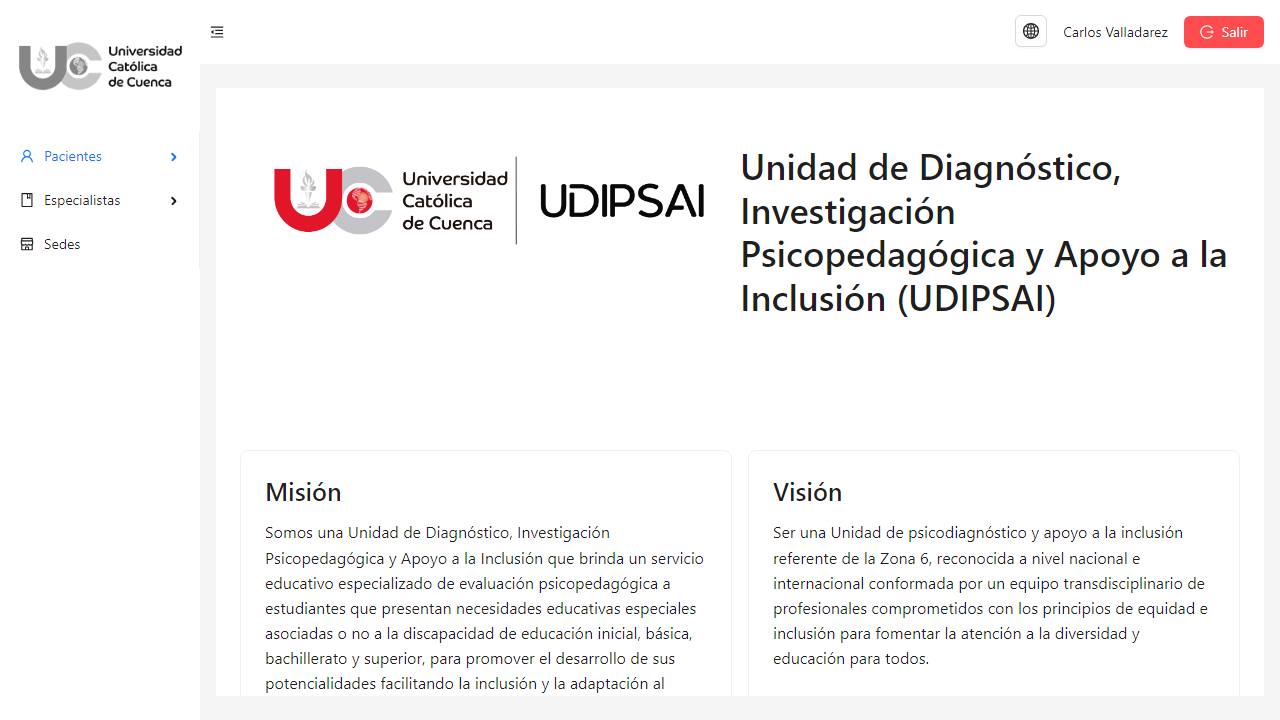 Universidad
Católica
de Cuenca
Carlos Valladarez
Salir
Pacientes
Especialistas
Sedes
UC Universidad
Católica
de Cuenca
UDIPSAI
Unidad de Diagnóstico,
Investigación
Psicopedagógica y Apoyo a la
Inclusión (UDIPSAI)
Misión
Somos una Unidad de Diagnóstico, Investigación
Psicopedagógica y Apoyo a la Inclusión que brinda un servicio
educativo especializado de evaluación psicopedagógica a
estudiantes que presentan necesidades educativas especiales
asociadas o no a la discapacidad de educación inicial, básica,
bachillerato y superior, para promover el desarrollo de sus
potencialidades facilitando la inclusión y la adaptación al
Visión
Ser una Unidad de psicodiagnóstico y apoyo a la inclusión
referente de la Zona 6, reconocida a nivel nacional e
internacional conformada por un equipo transdisciplinario de
profesionales comprometidos con los principios de equidad e
inclusión para fomentar la atención a la diversidad y
educación para todos.